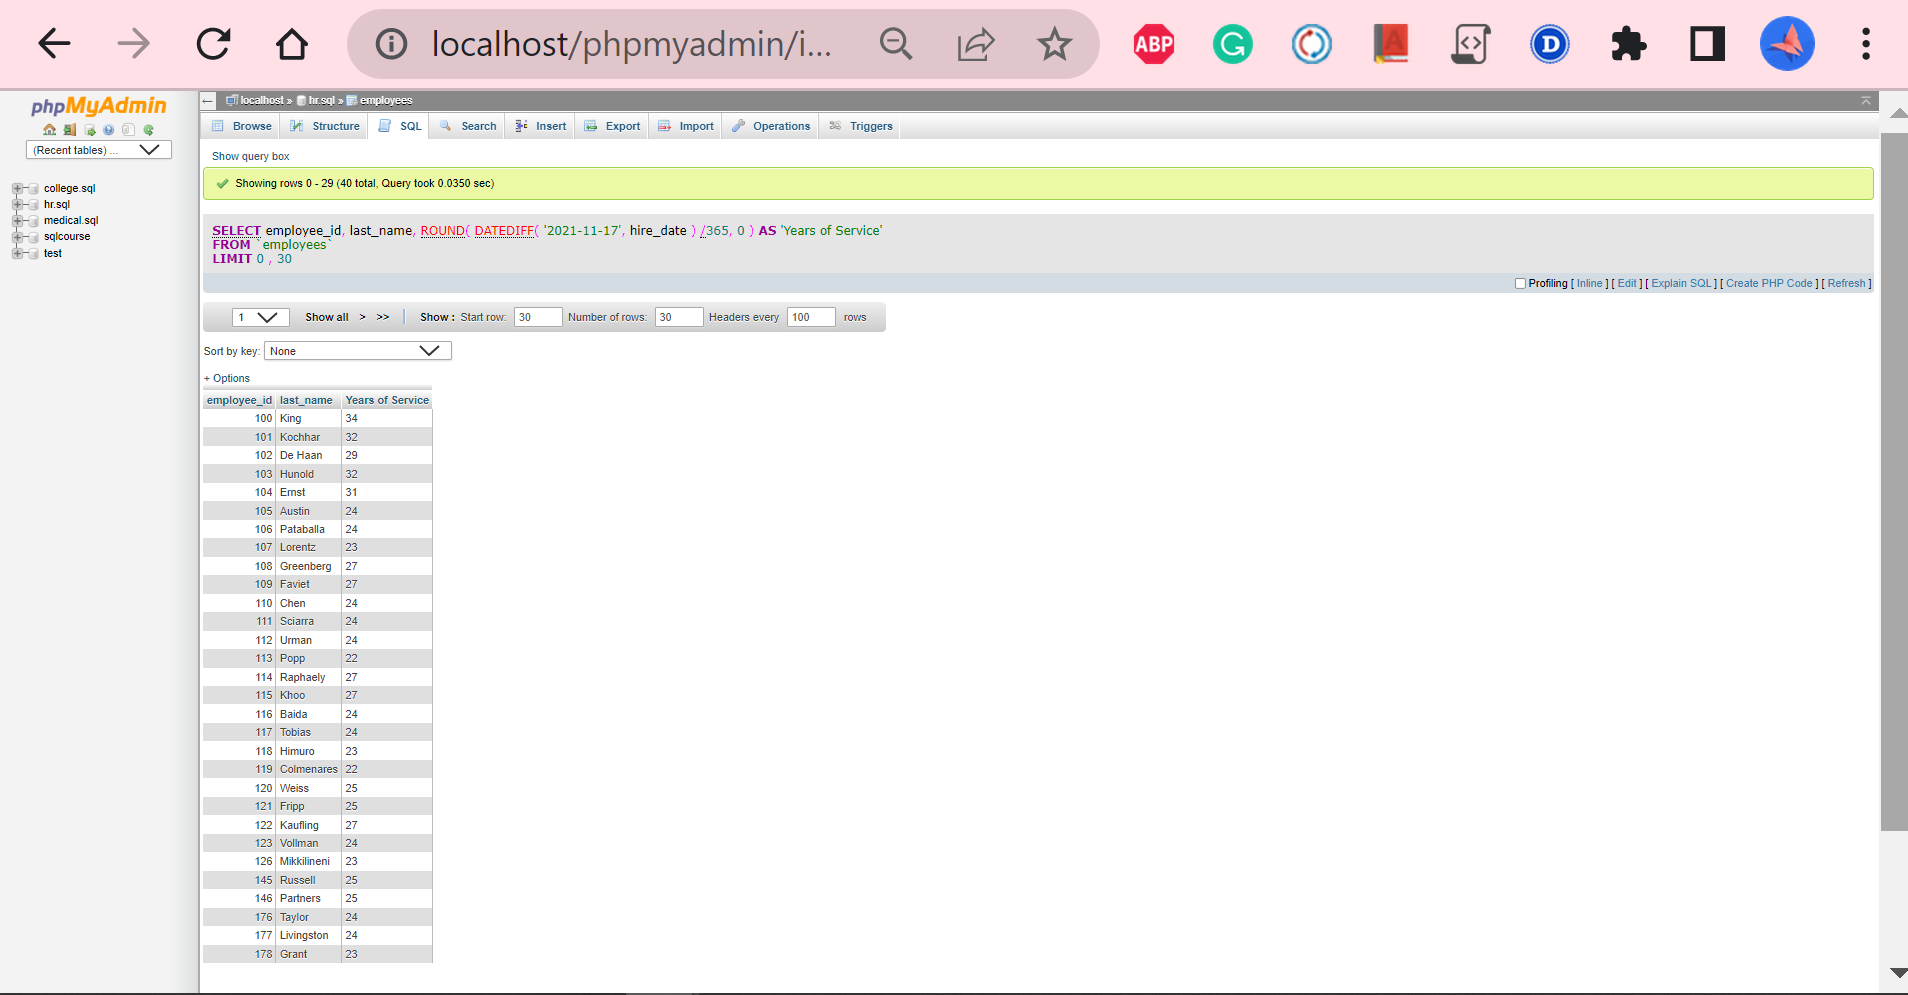 localhost/phpmyadmin/i...
ABP
G
A
D
phpMyAdmin
(Recent tables) ...
college.sql
hr.sql
medical.sql
sqlcourse
test
localhost » hr.sql » employees
Browse Structure SQL Search Insert Export Import Operations Triggers
Show query box
Showing rows 0 - 29 (40 total, Query took 0.0350 sec)
SELECT employee_id, last_name, ROUND( DATEDIFF( '2021-11-17', hire_date ) /365, 0 ) AS 'Years of Service'
FROM `employees`
LIMIT 0 , 30
Profiling [ Inline ] [ Edit ] [ Explain SQL ] [ Create PHP Code ] [ Refresh ]
1 Show all > >> Show : Start row: 30 Number of rows: 30 Headers every 100 rows
Sort by key: None
+ Options
employee_id last_name Years of Service
100 King 34
101 Kochhar 32
102 De Haan 29
103 Hunold 32
104 Ernst 31
105 Austin 24
106 Pataballa 24
107 Lorentz 23
108 Greenberg 27
109 Faviet 27
110 Chen 24
111 Sciarra 24
112 Urman 24
113 Popp 22
114 Raphaely 27
115 Khoo 27
116 Baida 24
117 Tobias 24
118 Himuro 23
119 Colmenares 22
120 Weiss 25
121 Fripp 25
122 Kaufling 27
123 Vollman 24
126 Mikkilineni 23
145 Russell 25
146 Partners 25
176 Taylor 24
177 Livingston 24
178 Grant 23